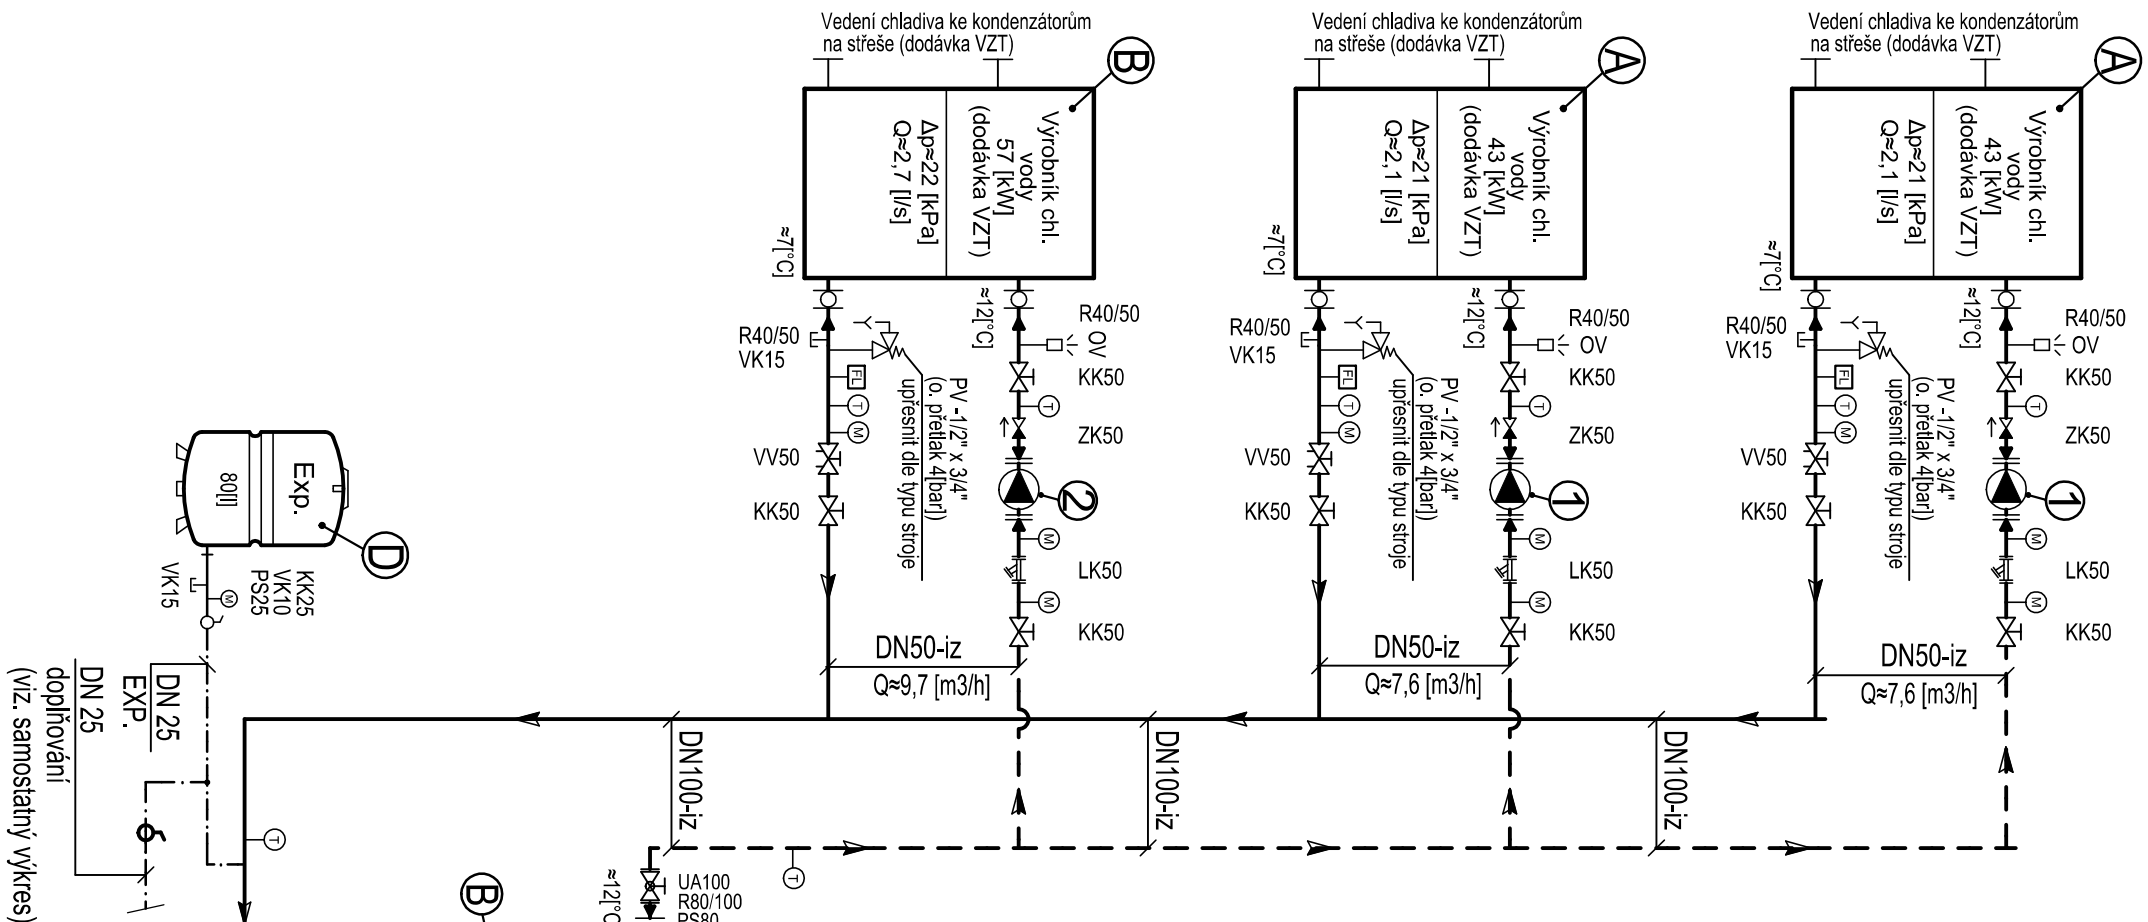 Vedení chladiva ke kondenzátorům
na střeše (dodávka VZT)
B
Výrobník chl.
vody
57 [kW]
(dodávka VZT)
Δp≈22 [kPa]
Q≈2,7 [l/s]
≈7[°C]
≈12[°C]
R40/50
VK15
FL
T
M
VV50
KK50
PV -1/2" x 3/4"
(o. přetlak 4[bar])
upřesnit dle typu stroje
R40/50
OV
KK50
T
ZK50
2
M
LK50
M
KK50
DN50-iz
Q≈9,7 [m3/h]
Vedení chladiva ke kondenzátorům
na střeše (dodávka VZT)
A
Výrobník chl.
vody
43 [kW]
(dodávka VZT)
Δp≈21 [kPa]
Q≈2,1 [l/s]
≈7[°C]
≈12[°C]
R40/50
VK15
FL
T
M
VV50
KK50
PV -1/2" x 3/4"
(o. přetlak 4[bar])
upřesnit dle typu stroje
R40/50
OV
KK50
T
ZK50
1
M
LK50
M
KK50
DN50-iz
Q≈7,6 [m3/h]
Vedení chladiva ke kondenzátorům
na střeše (dodávka VZT)
A
Výrobník chl.
vody
43 [kW]
(dodávka VZT)
Δp≈21 [kPa]
Q≈2,1 [l/s]
≈7[°C]
≈12[°C]
R40/50
VK15
FL
T
M
VV50
KK50
PV -1/2" x 3/4"
(o. přetlak 4[bar])
upřesnit dle typu stroje
R40/50
OV
KK50
T
ZK50
1
M
LK50
M
KK50
DN50-iz
Q≈7,6 [m3/h]
Exp.
80[l]
D
KK25
VK10
PS25
VK15
M
DN 25
EXP.
DN 25
doplňování
(viz. samostatný výkres)
T
DN100-iz
DN100-iz
DN100-iz
T
B
≈12[°C
UA100
R80/100
PS80